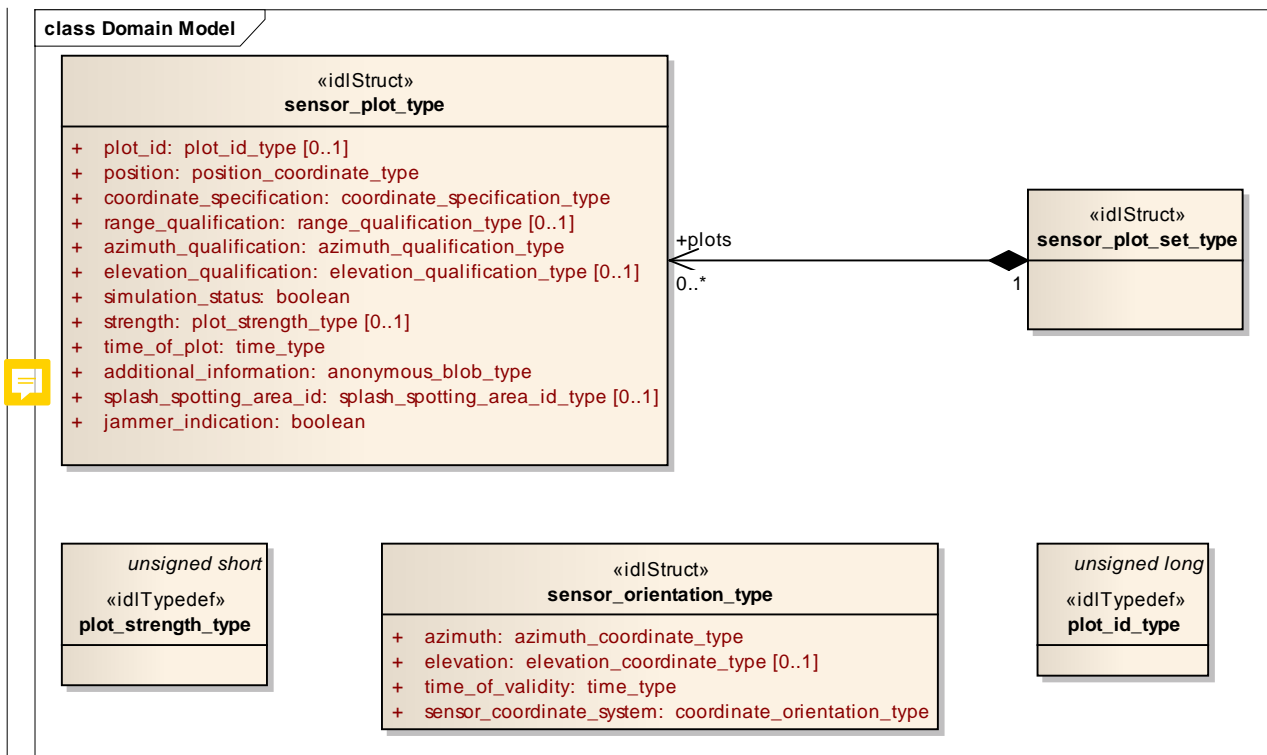 class Domain Model
«idlStruct»
sensor_plot_type
+ plot_id: plot_id_type [0..1]
+ position: position_coordinate_type
+ coordinate_specification: coordinate_specification_type
+ range_qualification: range_qualification_type [0..1]
+ azimuth_qualification: azimuth_qualification_type
+ elevation_qualification: elevation_qualification_type [0..1]
+ simulation_status: boolean
+ strength: plot_strength_type [0..1]
+ time_of_plot: time_type
+ additional_information: anonymous_blob_type
+ splash_spotting_area_id: splash_spotting_area_id_type [0..1]
+ jammer_indication: boolean
+plots
0..*
1
«idlStruct»
sensor_plot_set_type
unsigned short
«idlTypedef»
plot_strength_type
«idlStruct»
sensor_orientation_type
+ azimuth: azimuth_coordinate_type
+ elevation: elevation_coordinate_type [0..1]
+ time_of_validity: time_type
+ sensor_coordinate_system: coordinate_orientation_type
unsigned long
«idlTypedef»
plot_id_type